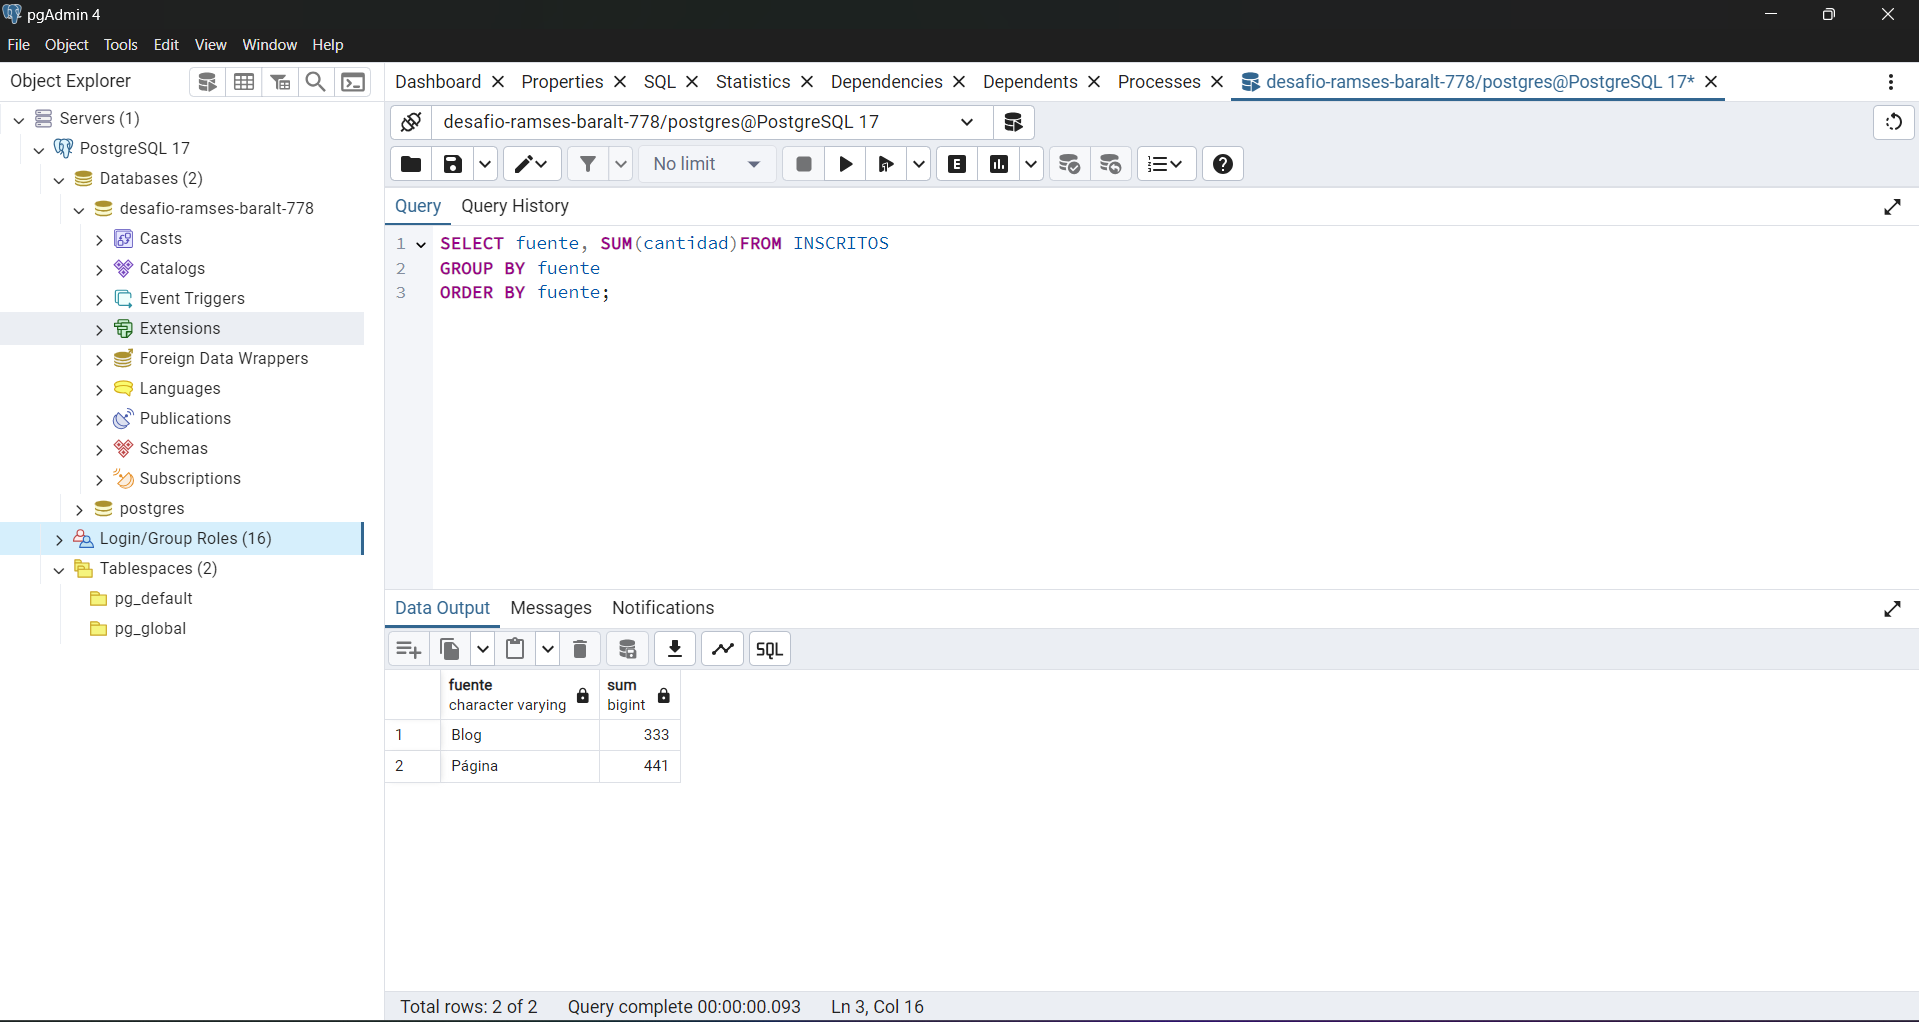 pgAdmin 4
File Object Tools Edit View Window Help
Object Explorer
Dashboard Properties SQL Statistics Dependencies Dependents Processes desafio-ramses-baralt-778/postgres@PostgreSQL 17*
Servers (1)
PostgreSQL 17
Databases (2)
desafio-ramses-baralt-778
Casts
Catalogs
Event Triggers
Extensions
Foreign Data Wrappers
Languages
Publications
Schemas
Subscriptions
postgres
Login/Group Roles (16)
Tablespaces (2)
pg_default
pg_global
desafio-ramses-baralt-778/postgres@PostgreSQL 17
No limit E
Query Query History
1 SELECT fuente, SUM(cantidad)FROM INSCRITOS
2 GROUP BY fuente
3 ORDER BY fuente;
Data Output Messages Notifications
SQL
fuente sum
character varying bigint
1 Blog 333
2 Página 441
Total rows: 2 of 2 Query complete 00:00:00.093 Ln 3, Col 16